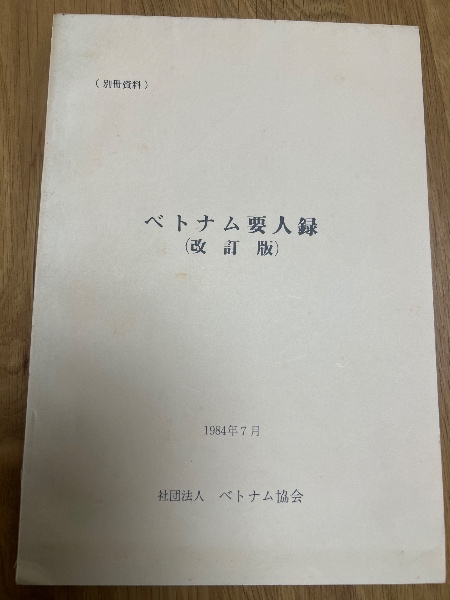 （別冊資料）
ベトナム要人録
（改訂版）
1984年7月
社団法人　ベトナム協会